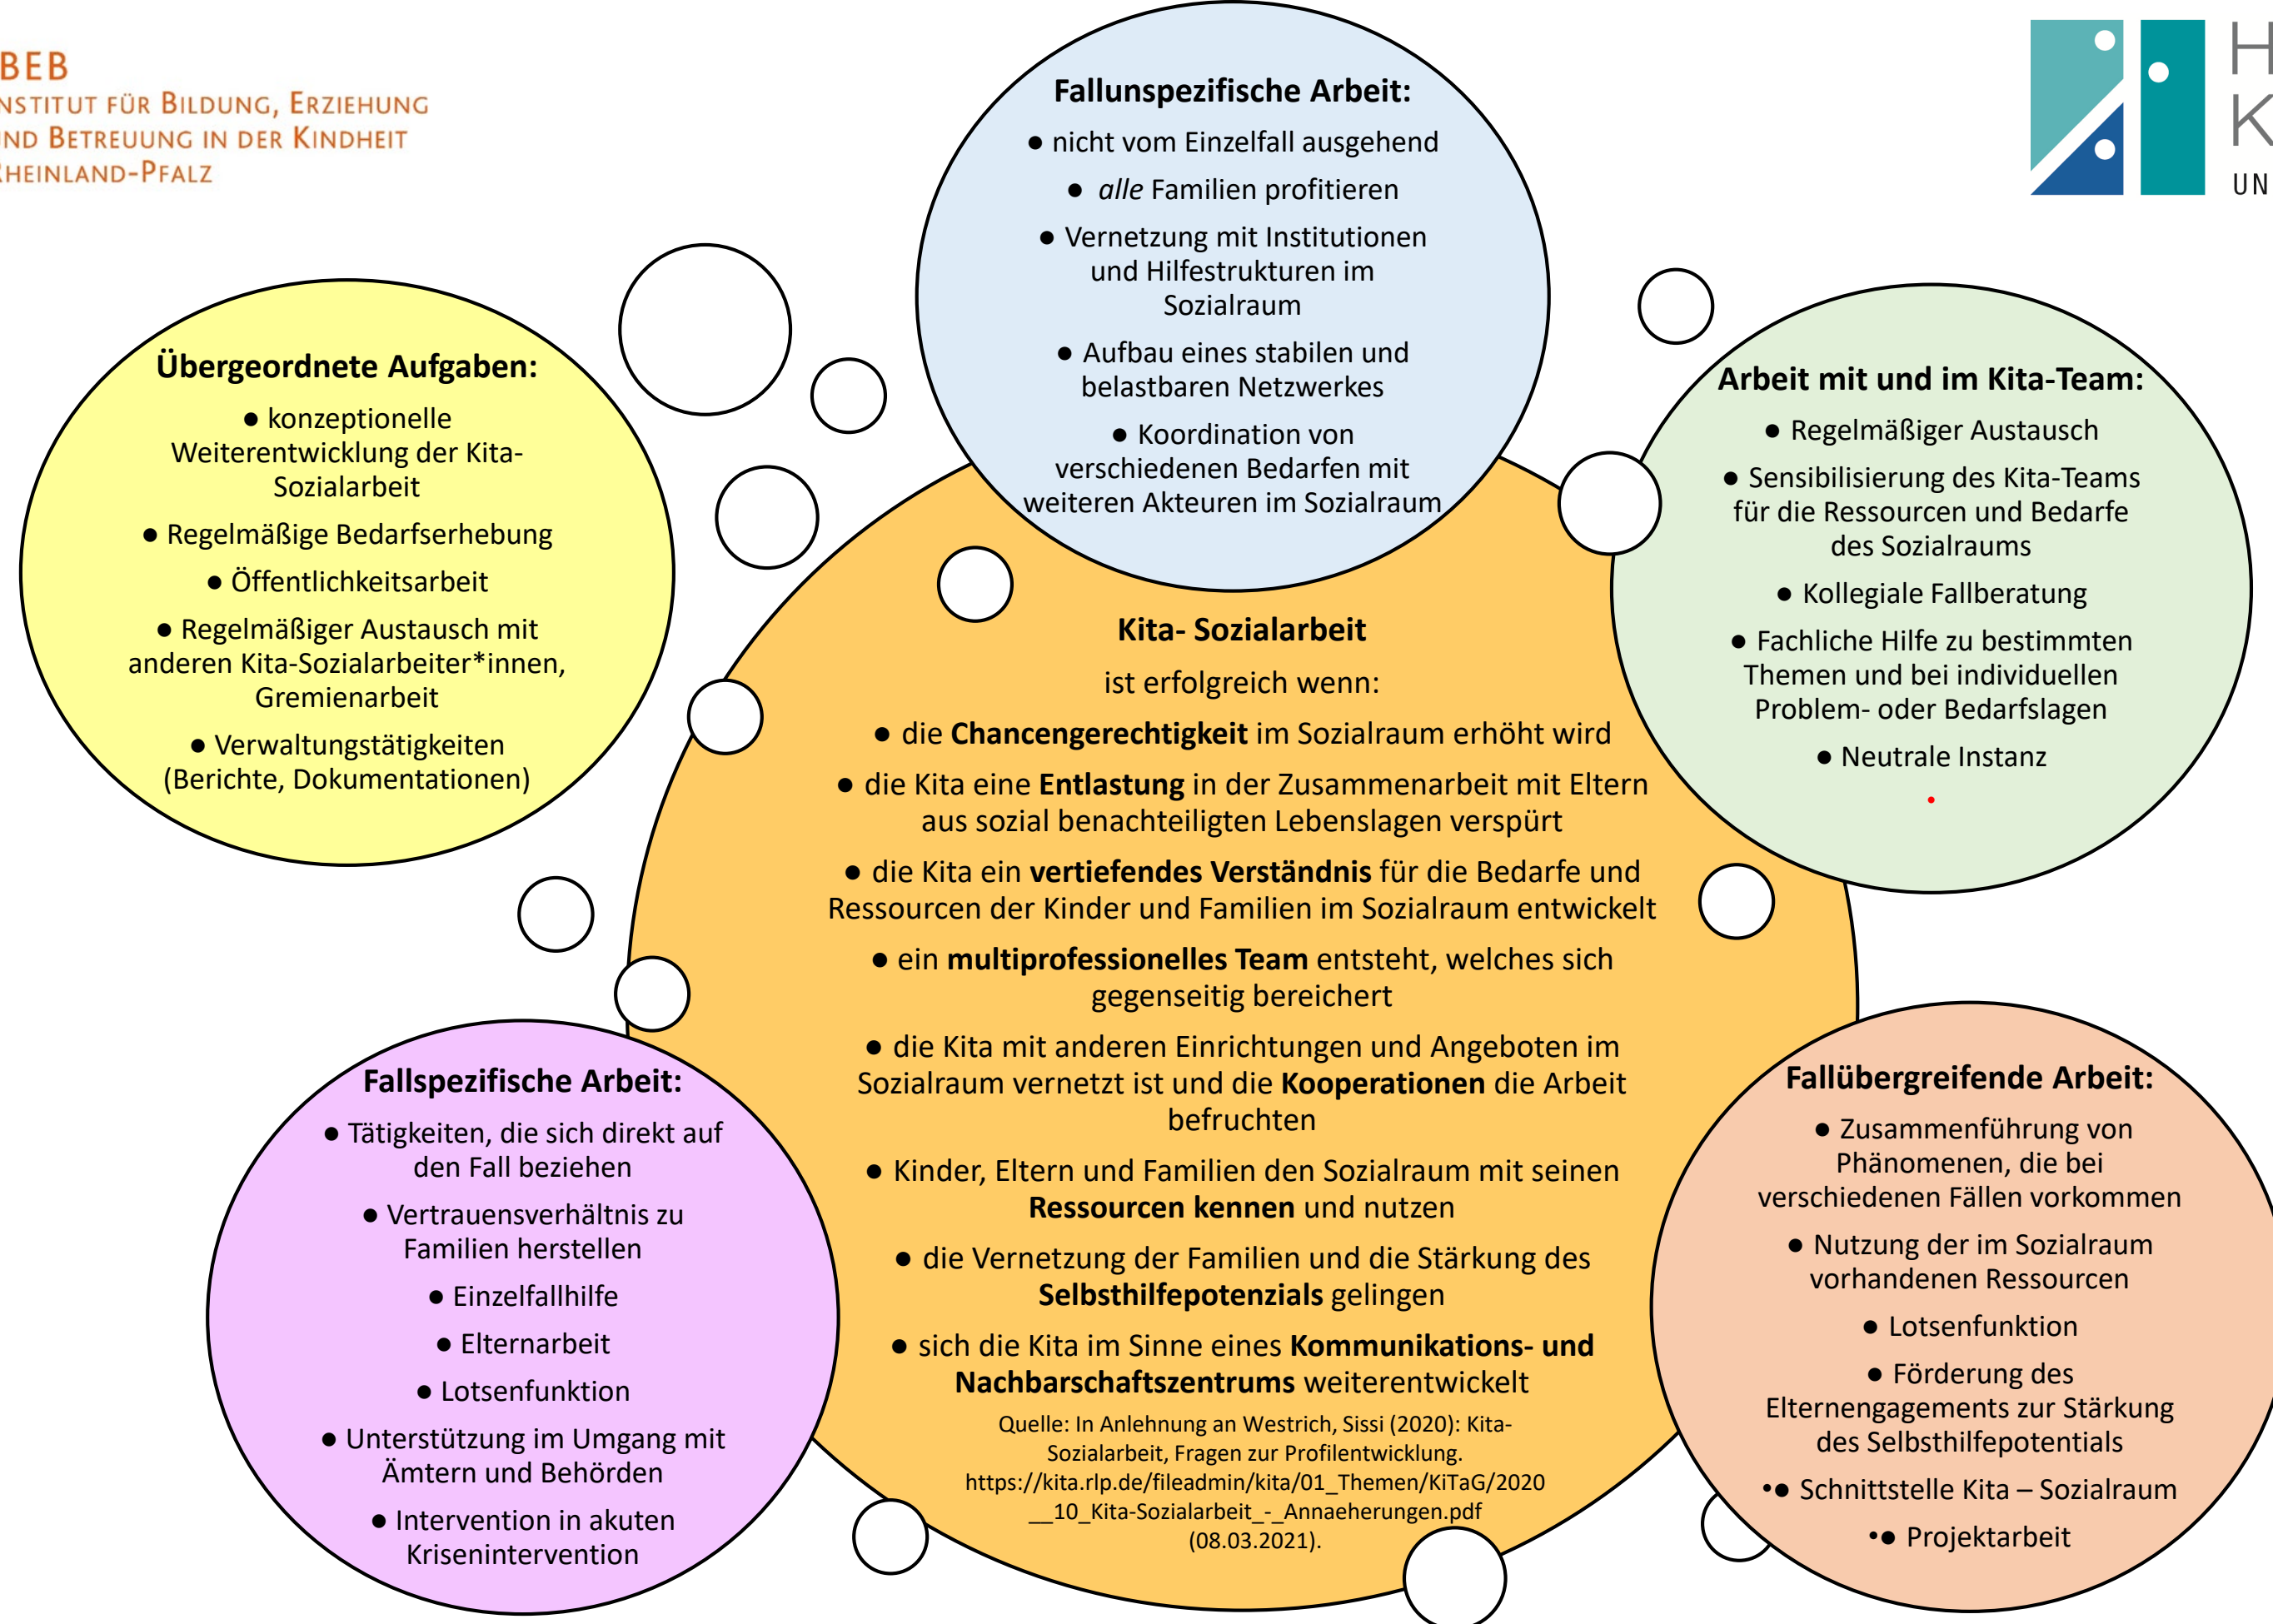 BEB
NSTITUT FÜR BILDUNG, ERZIEHUNG
ND BETREUUNG IN DER KINDHEIT
HEINLAND-PFALZ
H
K
UN
Fallunspezifische Arbeit:
● nicht vom Einzelfall ausgehend
● alle Familien profitieren
● Vernetzung mit Institutionen
und Hilfestrukturen im
Sozialraum
● Aufbau eines stabilen und
belastbaren Netzwerkes
● Koordination von
verschiedenen Bedarfen mit
weiteren Akteuren im Sozialraum
Übergeordnete Aufgaben:
● konzeptionelle
Weiterentwicklung der Kita-
Sozialarbeit
● Regelmäßige Bedarfserhebung
● Öffentlichkeitsarbeit
● Regelmäßiger Austausch mit
anderen Kita-Sozialarbeiter*innen,
Gremienarbeit
● Verwaltungstätigkeiten
(Berichte, Dokumentationen)
Arbeit mit und im Kita-Team:
● Regelmäßiger Austausch
● Sensibilisierung des Kita-Teams
für die Ressourcen und Bedarfe
des Sozialraums
● Kollegiale Fallberatung
● Fachliche Hilfe zu bestimmten
Themen und bei individuellen
Problem- oder Bedarfslagen
● Neutrale Instanz
•
Kita- Sozialarbeit
ist erfolgreich wenn:
● die Chancengerechtigkeit im Sozialraum erhöht wird
● die Kita eine Entlastung in der Zusammenarbeit mit Eltern
aus sozial benachteiligten Lebenslagen verspürt
● die Kita ein vertiefendes Verständnis für die Bedarfe und
Ressourcen der Kinder und Familien im Sozialraum entwickelt
● ein multiprofessionelles Team entsteht, welches sich
gegenseitig bereichert
● die Kita mit anderen Einrichtungen und Angeboten im
Sozialraum vernetzt ist und die Kooperationen die Arbeit
befruchten
● Kinder, Eltern und Familien den Sozialraum mit seinen
Ressourcen kennen und nutzen
● die Vernetzung der Familien und die Stärkung des
Selbsthilfepotenzials gelingen
● sich die Kita im Sinne eines Kommunikations- und
Nachbarschaftszentrums weiterentwickelt
Quelle: In Anlehnung an Westrich, Sissi (2020): Kita-
Sozialarbeit, Fragen zur Profilentwicklung.
https://kita.rlp.de/fileadmin/kita/01_Themen/KiTaG/2020
__10_Kita-Sozialarbeit_-_Annaeherungen.pdf
(08.03.2021).
Fallspezifische Arbeit:
● Tätigkeiten, die sich direkt auf
den Fall beziehen
● Vertrauensverhältnis zu
Familien herstellen
● Einzelfallhilfe
● Elternarbeit
● Lotsenfunktion
● Unterstützung im Umgang mit
Ämtern und Behörden
● Intervention in akuten
Krisenintervention
Fallübergreifende Arbeit:
● Zusammenführung von
Phänomenen, die bei
verschiedenen Fällen vorkommen
● Nutzung der im Sozialraum
vorhandenen Ressourcen
● Lotsenfunktion
● Förderung des
Elternengagements zur Stärkung
des Selbsthilfepotentials
•● Schnittstelle Kita – Sozialraum
•● Projektarbeit